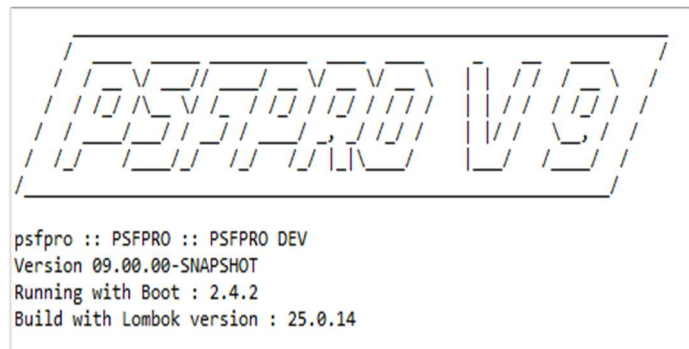 PSFPRO V 9
psfpro :: PSFPRO :: PSFPRO DEV
Version 09.00.00-SNAPSHOT
Running with Boot : 2.4.2
Build with Lombok version : 25.0.14